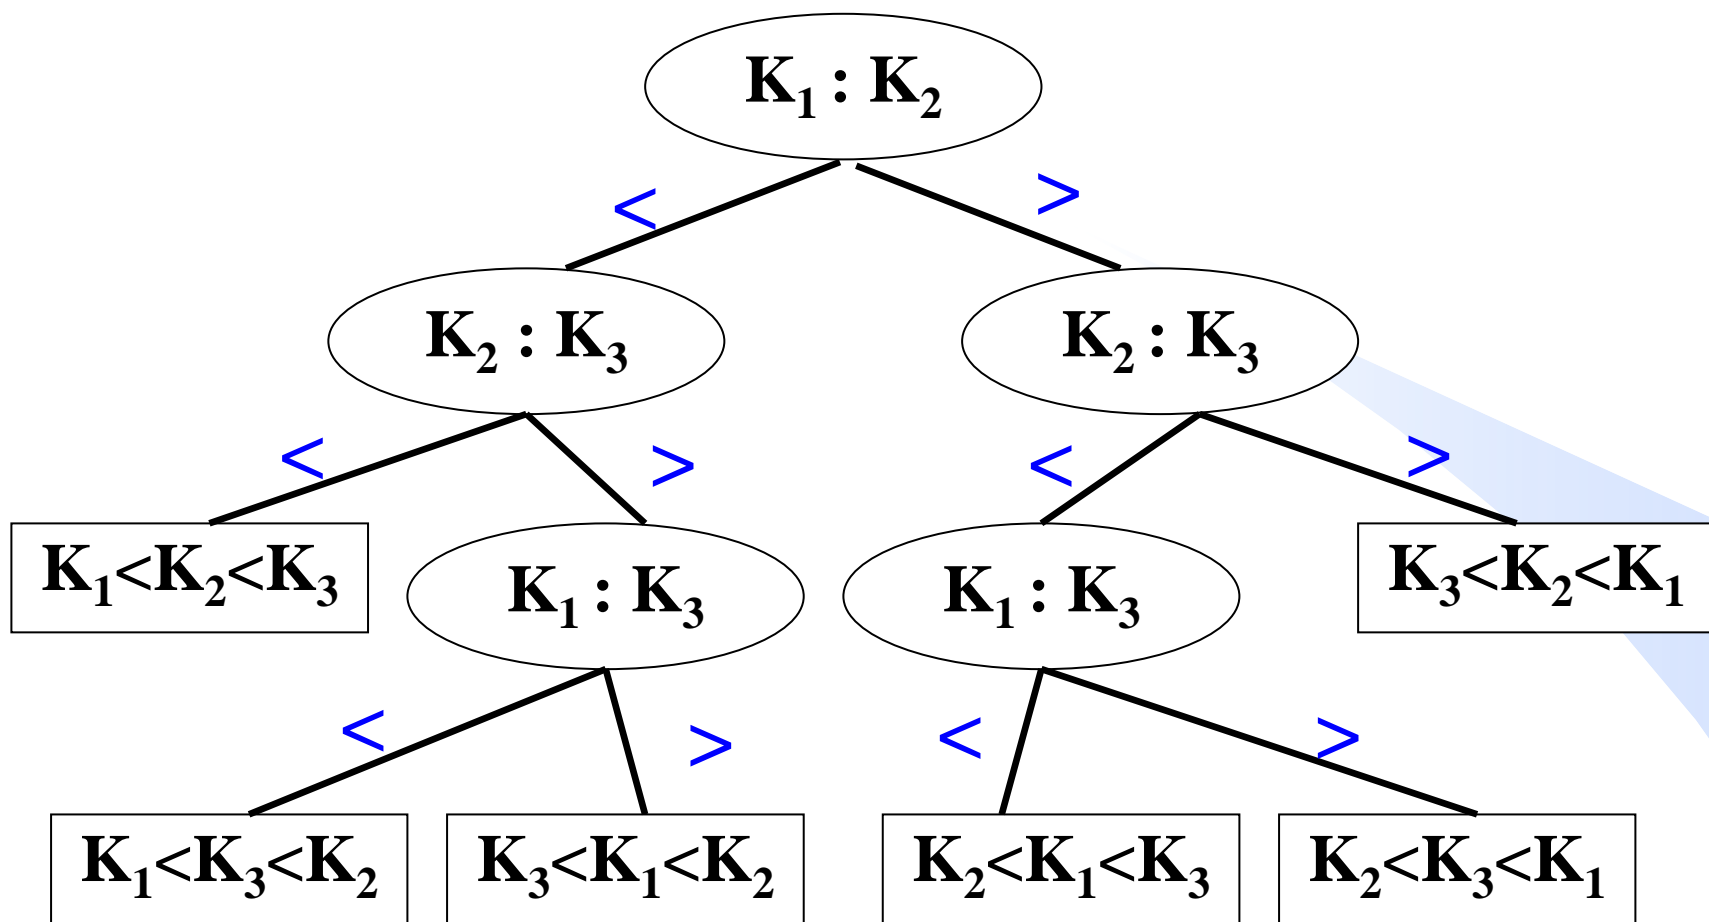 K₁ : K₂
< >
K₂ : K₃ K₂ : K₃
< > < >
K₁<K₂<K₃ K₁ : K₃ K₁ : K₃ K₃<K₂<K₁
< > < >
K₁<K₃<K₂ K₃<K₁<K₂ K₂<K₁<K₃ K₂<K₃<K₁